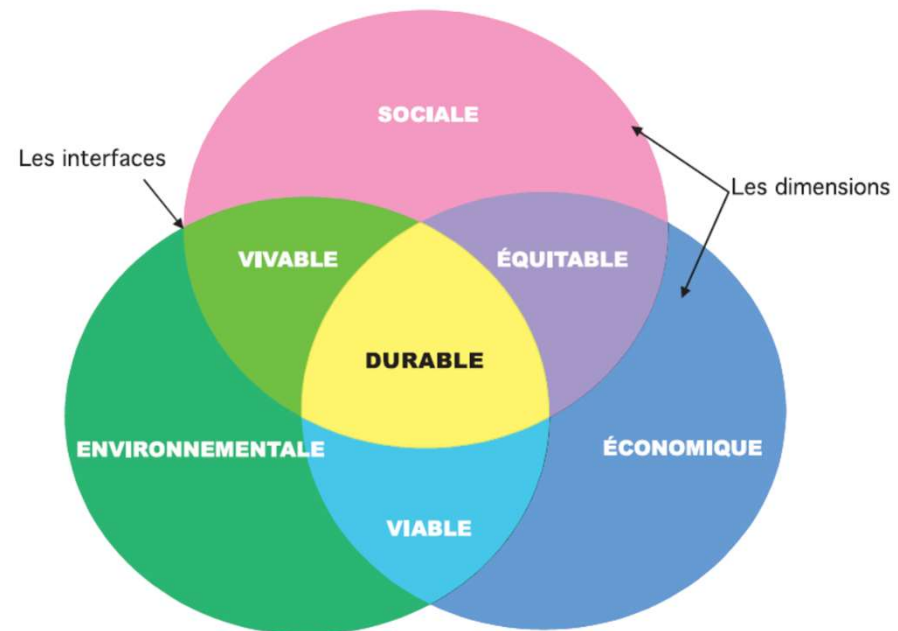 SOCIALE
Les interfaces
Les dimensions
VIVABLE
ÉQUITABLE
DURABLE
ENVIRONNEMENTALE
ÉCONOMIQUE
VIABLE